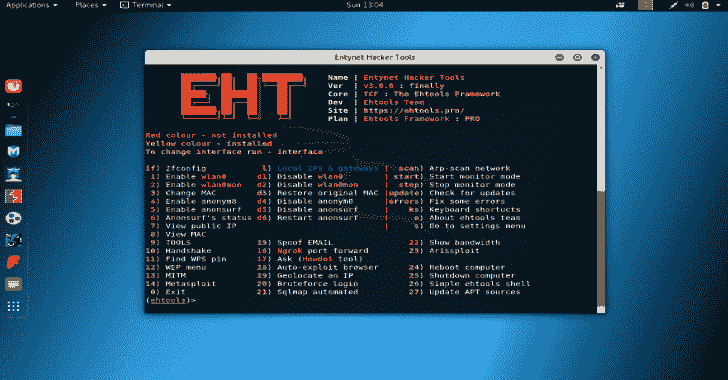 Applications Places Terminal Sun 13:04 1
Entynet Hacker Tools
EHT
Name | Entynet Hacker Tools
Ver | v3.0.0 : finally
Core | TCF : The Ehtools Framework
Dev | Ehtools Team
Site | https://ehtools.pro/
Plan | Ehtools Framework : PRO
Red colour - not installed
Yellow colour - installed
To change interface run - interface
if) Ifconfig l) Local IPs & gateways | scan) Arp-scan network
1) Enable wlan0 d1) Disable wlan0 | start) Start monitor mode
2) Enable wlan0mon d2) Disable wlan0mon | stop) Stop monitor mode
3) Change MAC d3) Restore original MAC |update) Check for updates
4) Enable anonym8 d4) Disable anonym8 |errors) Fix some errors
5) Enable anonsurf d5) Disable anonsurf | ks) Keyboard shortcuts
6) Anonsurf's status d6) Restart anonsurf | a) About ehtools team
7) View public IP | s) Go to settings menu
8) View MAC
9) TOOLS 15) Spoof EMAIL 22) Show bandwidth
10) Handshake 16) Ngrok port forward 23) Arissploit
11) Find WPS pin 17) Ask (Howdoi tool)
12) WEP menu 18) Auto-exploit browser 24) Reboot computer
13) MITM 19) Geolocate an IP 25) Shutdown computer
14) Metasploit 20) Bruteforce login 26) Simple ehtools shell
0) Exit 21) Sqlmap automated 27) Update APT sources
(ehtools)>